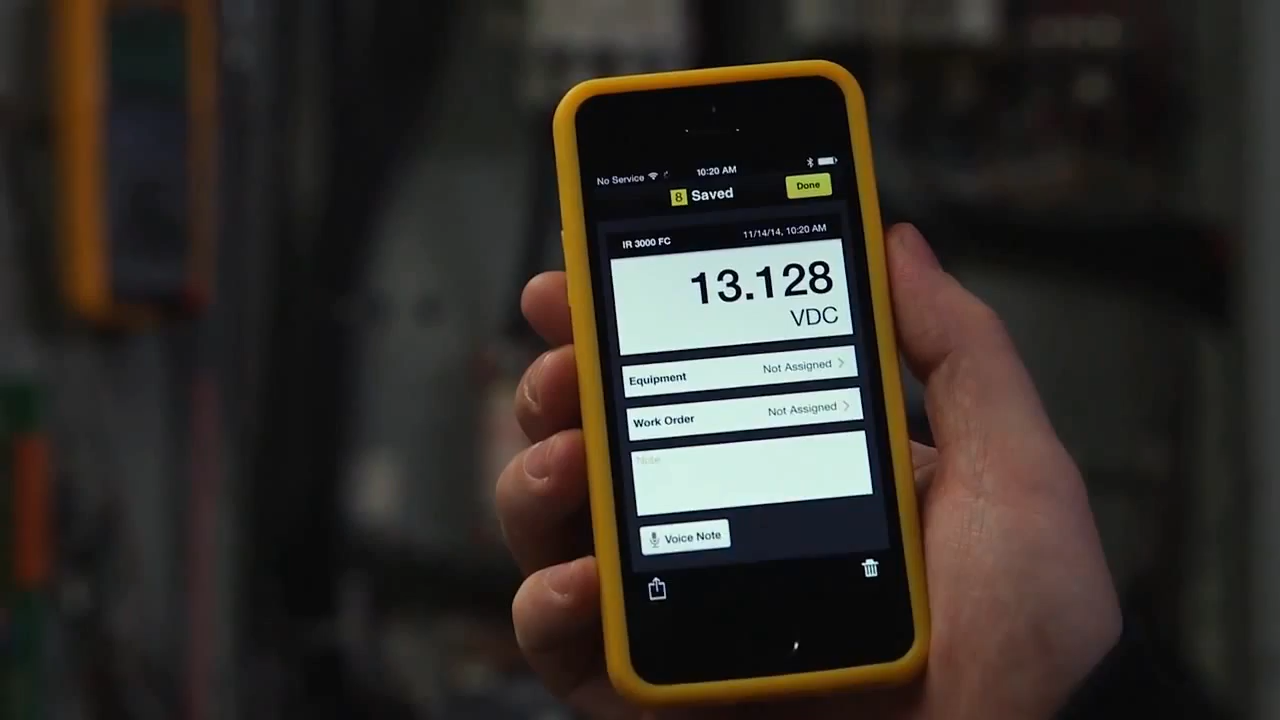 No Service 10:20 AM
8 Saved Done
IR 3000 FC 11/14/14, 10:20 AM
13.128
VDC
Equipment Not Assigned
Work Order Not Assigned
Note
Voice Note